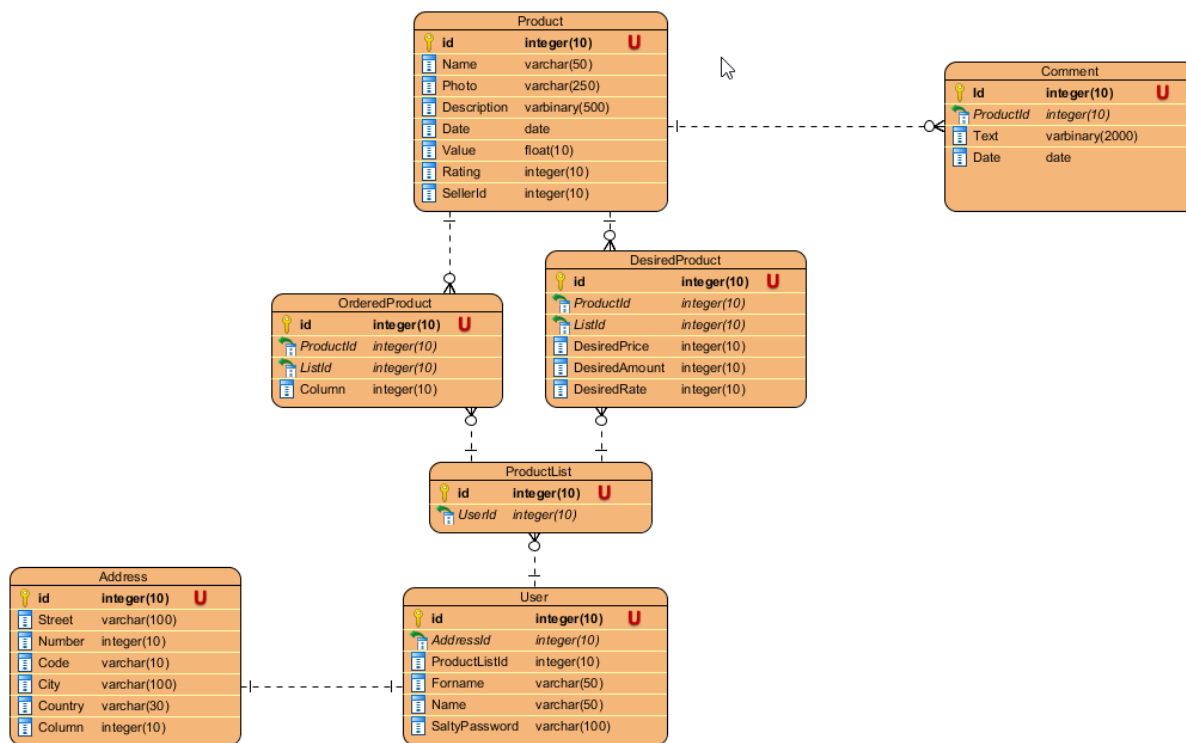 Product
id integer(10) U
Name varchar(50)
Photo varchar(250)
Description varbinary(500)
Date date
Value float(10)
Rating integer(10)
SellerId integer(10)
Comment
Id integer(10) U
ProductId integer(10)
Text varbinary(2000)
Date date
DesiredProduct
id integer(10) U
ProductId integer(10)
ListId integer(10)
DesiredPrice integer(10)
DesiredAmount integer(10)
DesiredRate integer(10)
OrderedProduct
id integer(10) U
ProductId integer(10)
ListId integer(10)
Column integer(10)
ProductList
id integer(10) U
UserId integer(10)
Address
id integer(10) U
Street varchar(100)
Number integer(10)
Code varchar(10)
City varchar(100)
Country varchar(30)
Column integer(10)
User
id integer(10) U
AddressId integer(10)
ProductListId integer(10)
Forname varchar(50)
Name varchar(50)
SaltyPassword varchar(100)